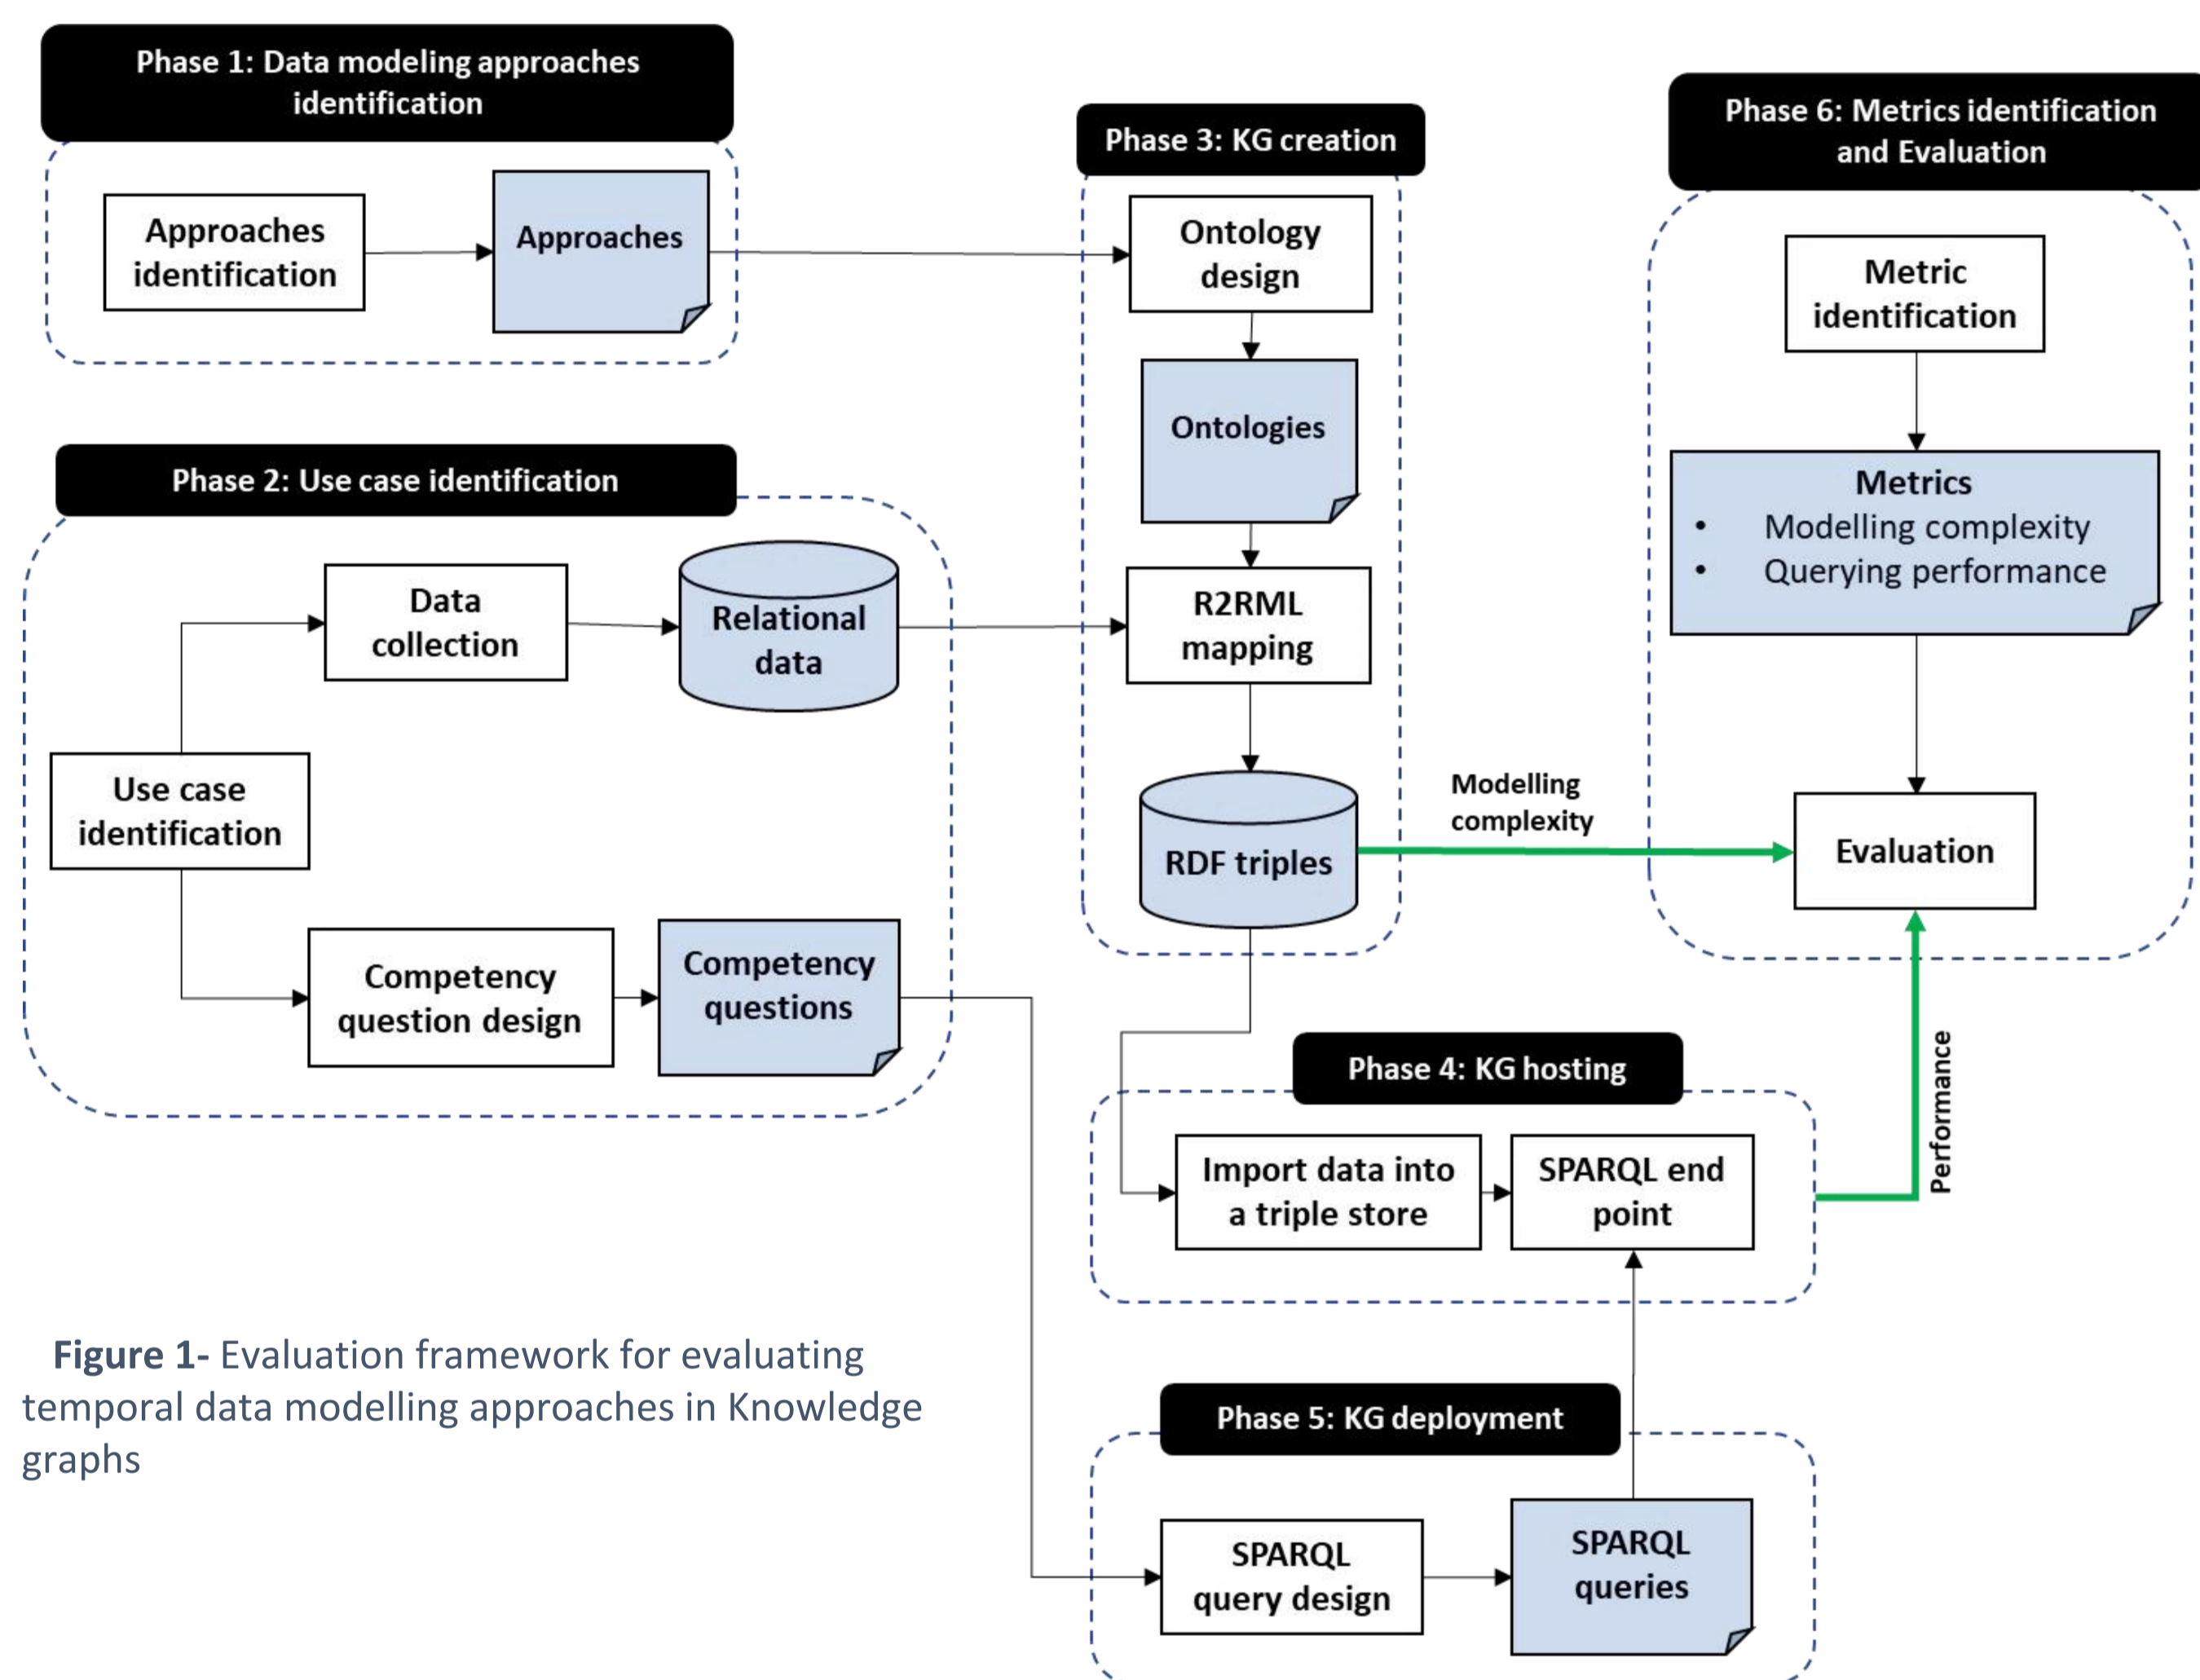 Phase 1: Data modeling approaches
identification
Approaches
identification
Approaches
Phase 2: Use case identification
Data
collection
Relational
data
Use case
identification
Competency
question design
Competency
questions
Phase 3: KG creation
Ontology
design
Ontologies
R2RML
mapping
RDF triples
Modelling
complexity
Phase 6: Metrics identification
and Evaluation
Metric
identification
Metrics
• Modelling complexity
• Querying performance
Evaluation
Performance
Phase 4: KG hosting
Import data into
a triple store
SPARQL end
point
Phase 5: KG deployment
SPARQL
query design
SPARQL
queries
Figure 1- Evaluation framework for evaluating
temporal data modelling approaches in Knowledge
graphs